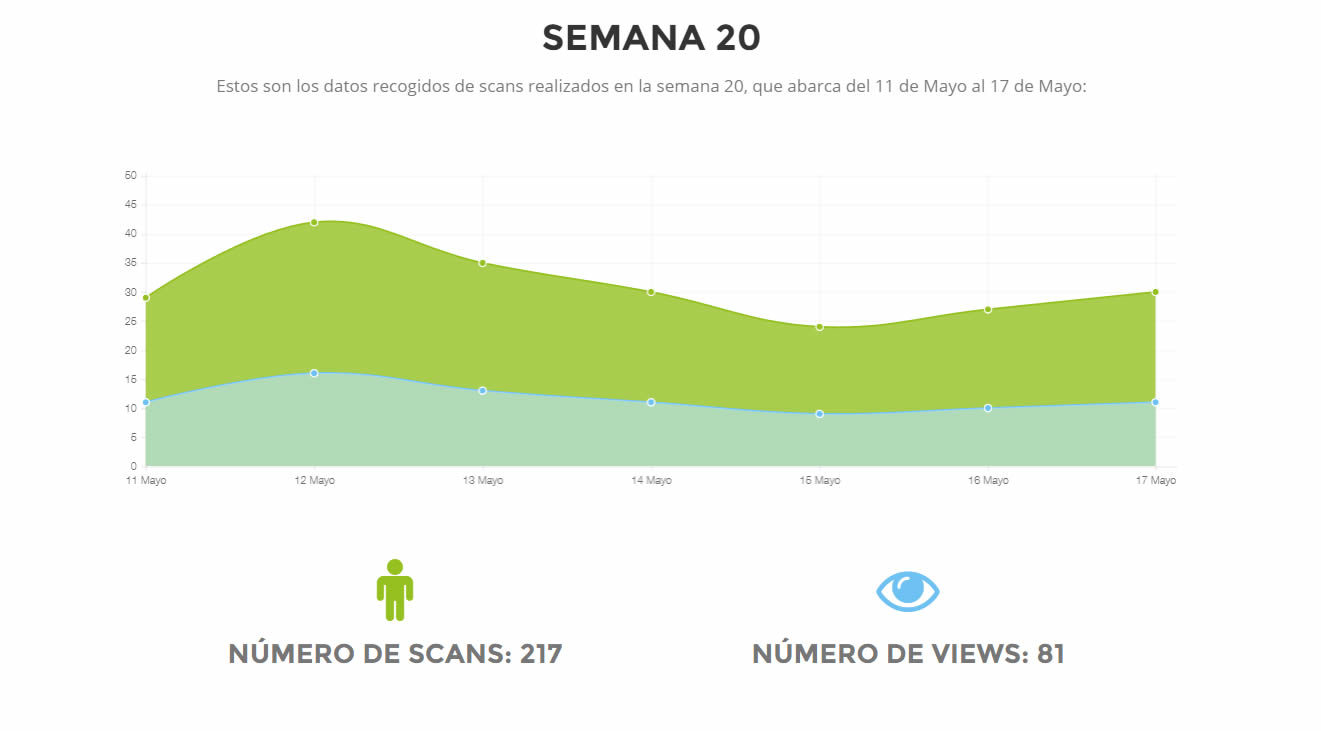 SEMANA 20
Estos son los datos recogidos de scans realizados en la semana 20, que abarca del 11 de Mayo al 17 de Mayo:
50
45
40
35
30
25
20
15
10
5
0
11 Mayo 12 Mayo 13 Mayo 14 Mayo 15 Mayo 16 Mayo 17 Mayo
NÚMERO DE SCANS: 217 NÚMERO DE VIEWS: 81